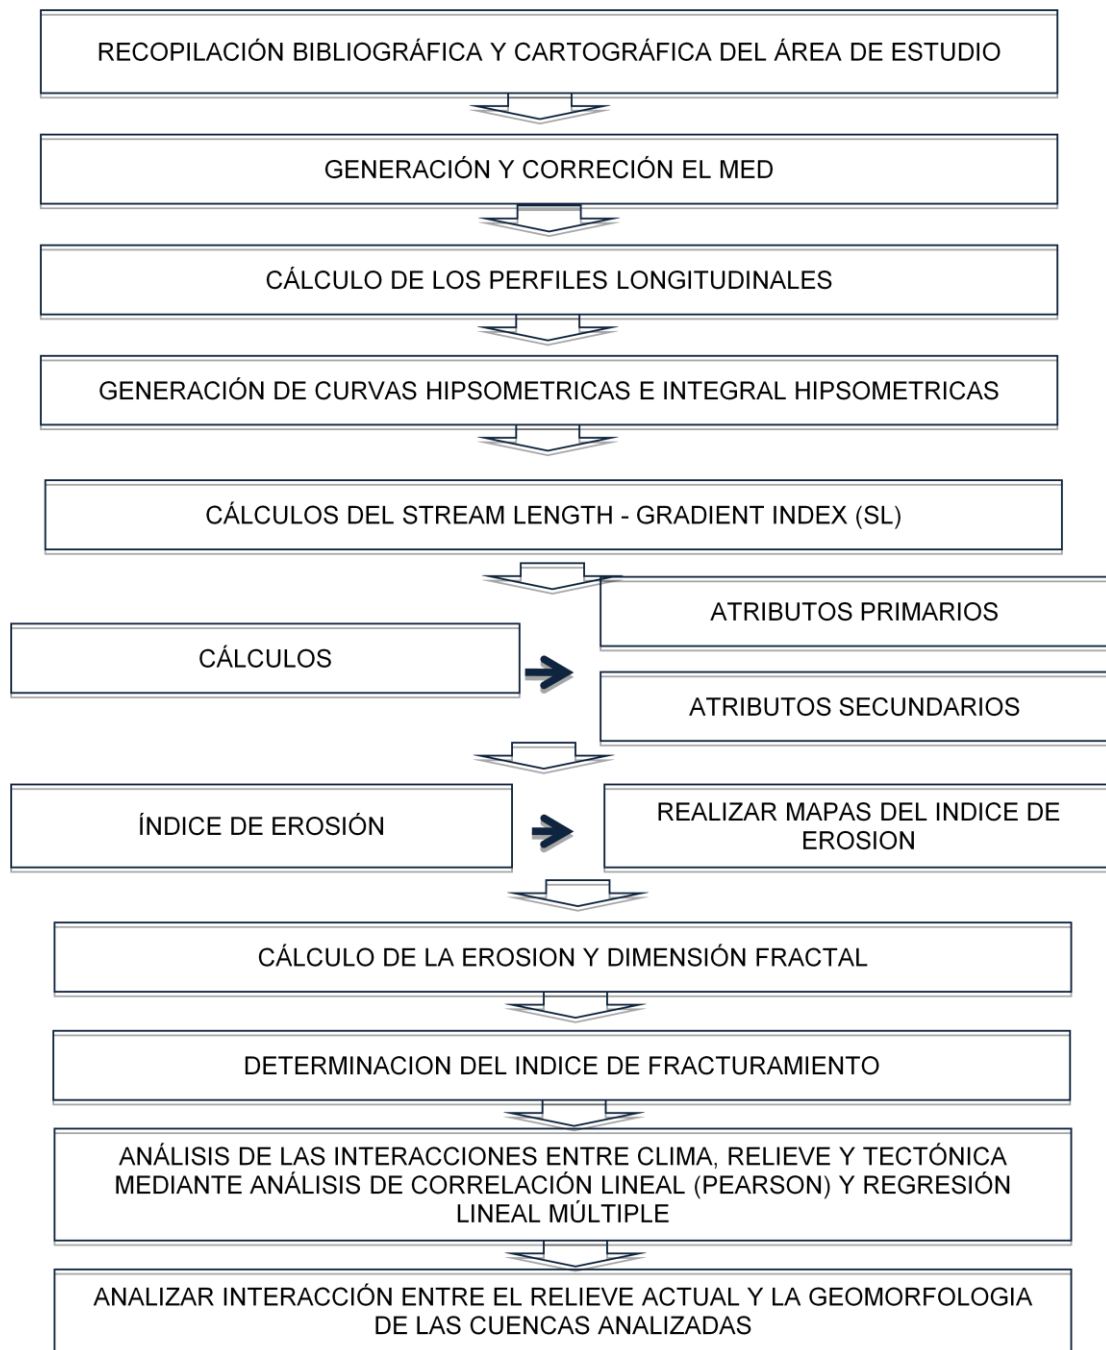 RECOPILACIÓN BIBLIOGRÁFICA Y CARTOGRÁFICA DEL ÁREA DE ESTUDIO
GENERACIÓN Y CORRECIÓN EL MED
CÁLCULO DE LOS PERFILES LONGITUDINALES
GENERACIÓN DE CURVAS HIPSOMETRICAS E INTEGRAL HIPSOMETRICAS
CÁLCULOS DEL STREAM LENGTH - GRADIENT INDEX (SL)
ATRIBUTOS PRIMARIOS
CÁLCULOS
ATRIBUTOS SECUNDARIOS
ÍNDICE DE EROSIÓN
REALIZAR MAPAS DEL INDICE DE
EROSION
CÁLCULO DE LA EROSION Y DIMENSIÓN FRACTAL
DETERMINACION DEL INDICE DE FRACTURAMIENTO
ANÁLISIS DE LAS INTERACCIONES ENTRE CLIMA, RELIEVE Y TECTÓNICA
MEDIANTE ANÁLISIS DE CORRELACIÓN LINEAL (PEARSON) Y REGRESIÓN
LINEAL MÚLTIPLE
ANALIZAR INTERACCIÓN ENTRE EL RELIEVE ACTUAL Y LA GEOMORFOLOGIA
DE LAS CUENCAS ANALIZADAS